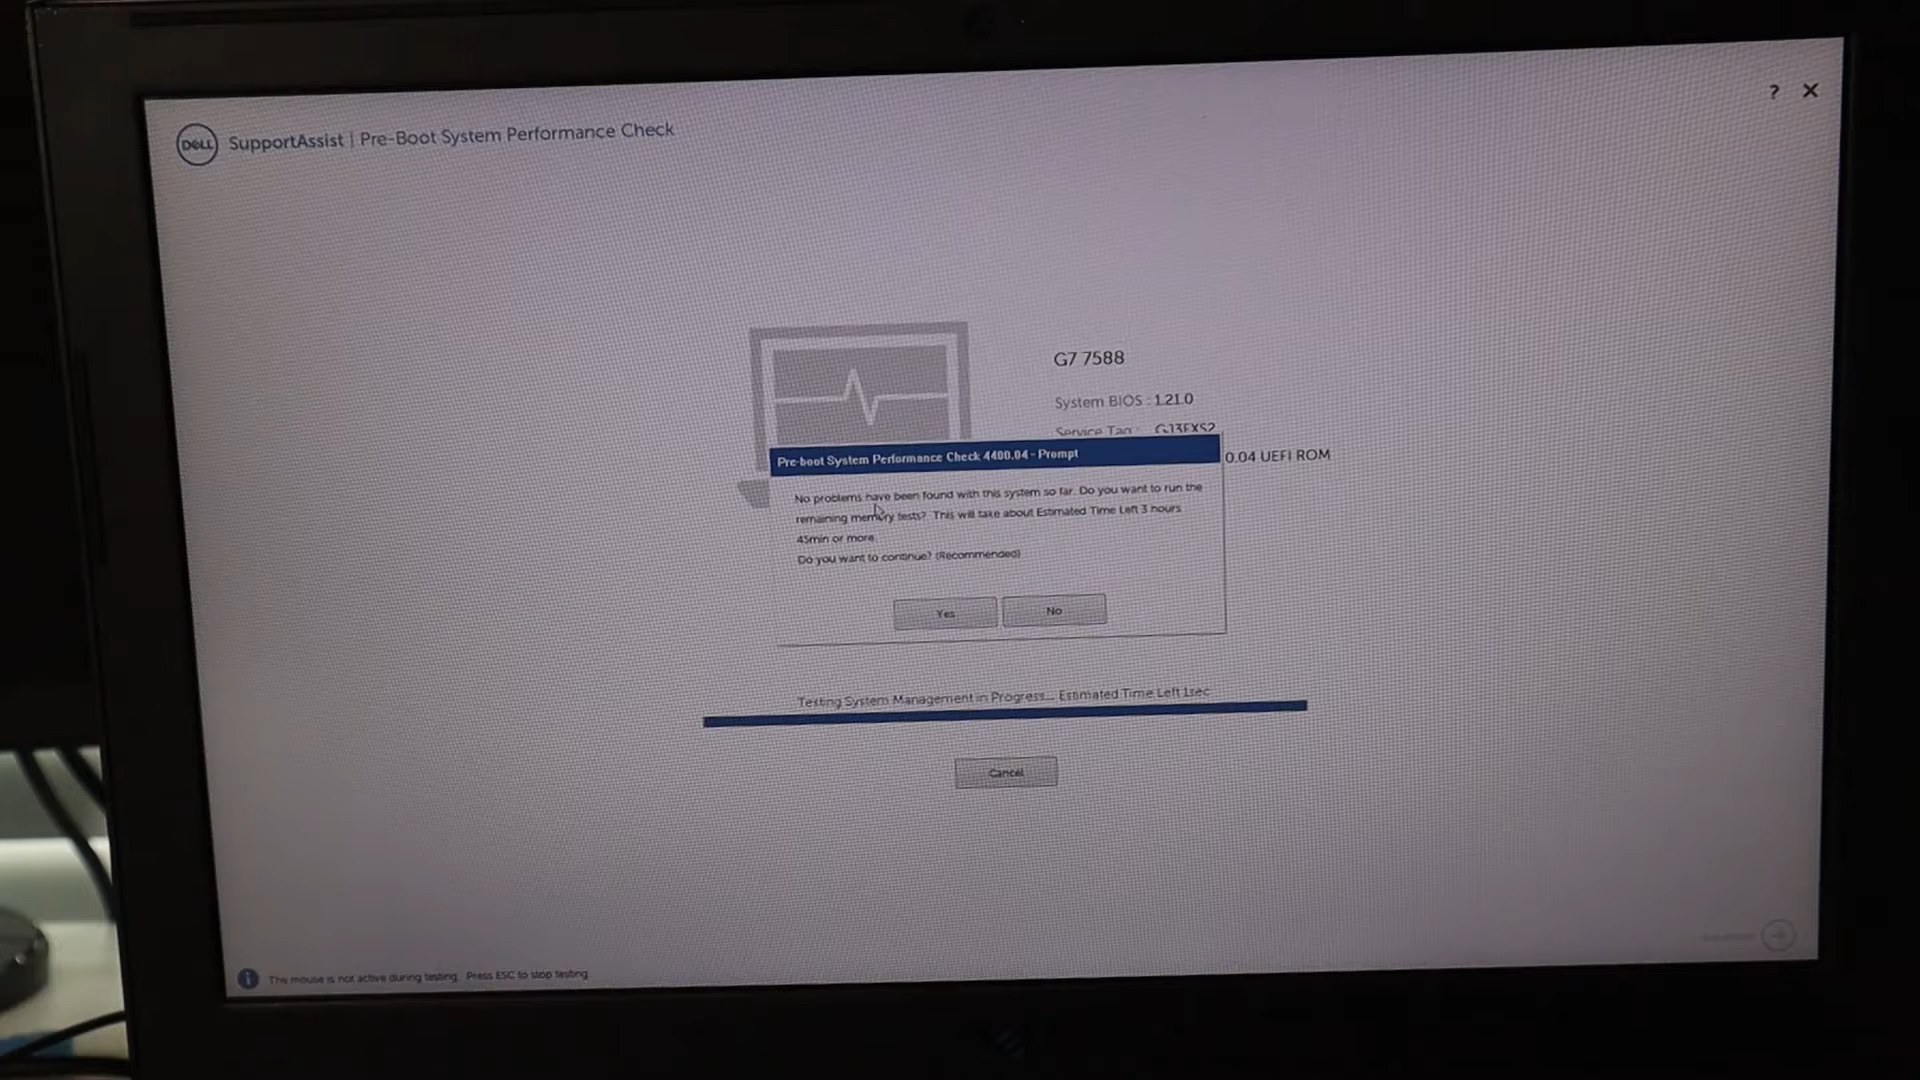 DELL SupportAssist | Pre-Boot System Performance Check
? X
G7 7588
System BIOS : 1.21.0
Service Tag :
0.04 UEFI ROM
Pre-boot System Performance Check 4400.04 - Prompt
No problems have been found with this system so far. Do you want to run the
remaining memory tests? This will take about Estimated Time Left 3 hours
45min or more.
Do you want to continue? (Recommended)
Yes No
Testing System Management in Progress... Estimated Time Left 1sec
Cancel
i The mouse is not active during testing. Press ESC to stop testing.